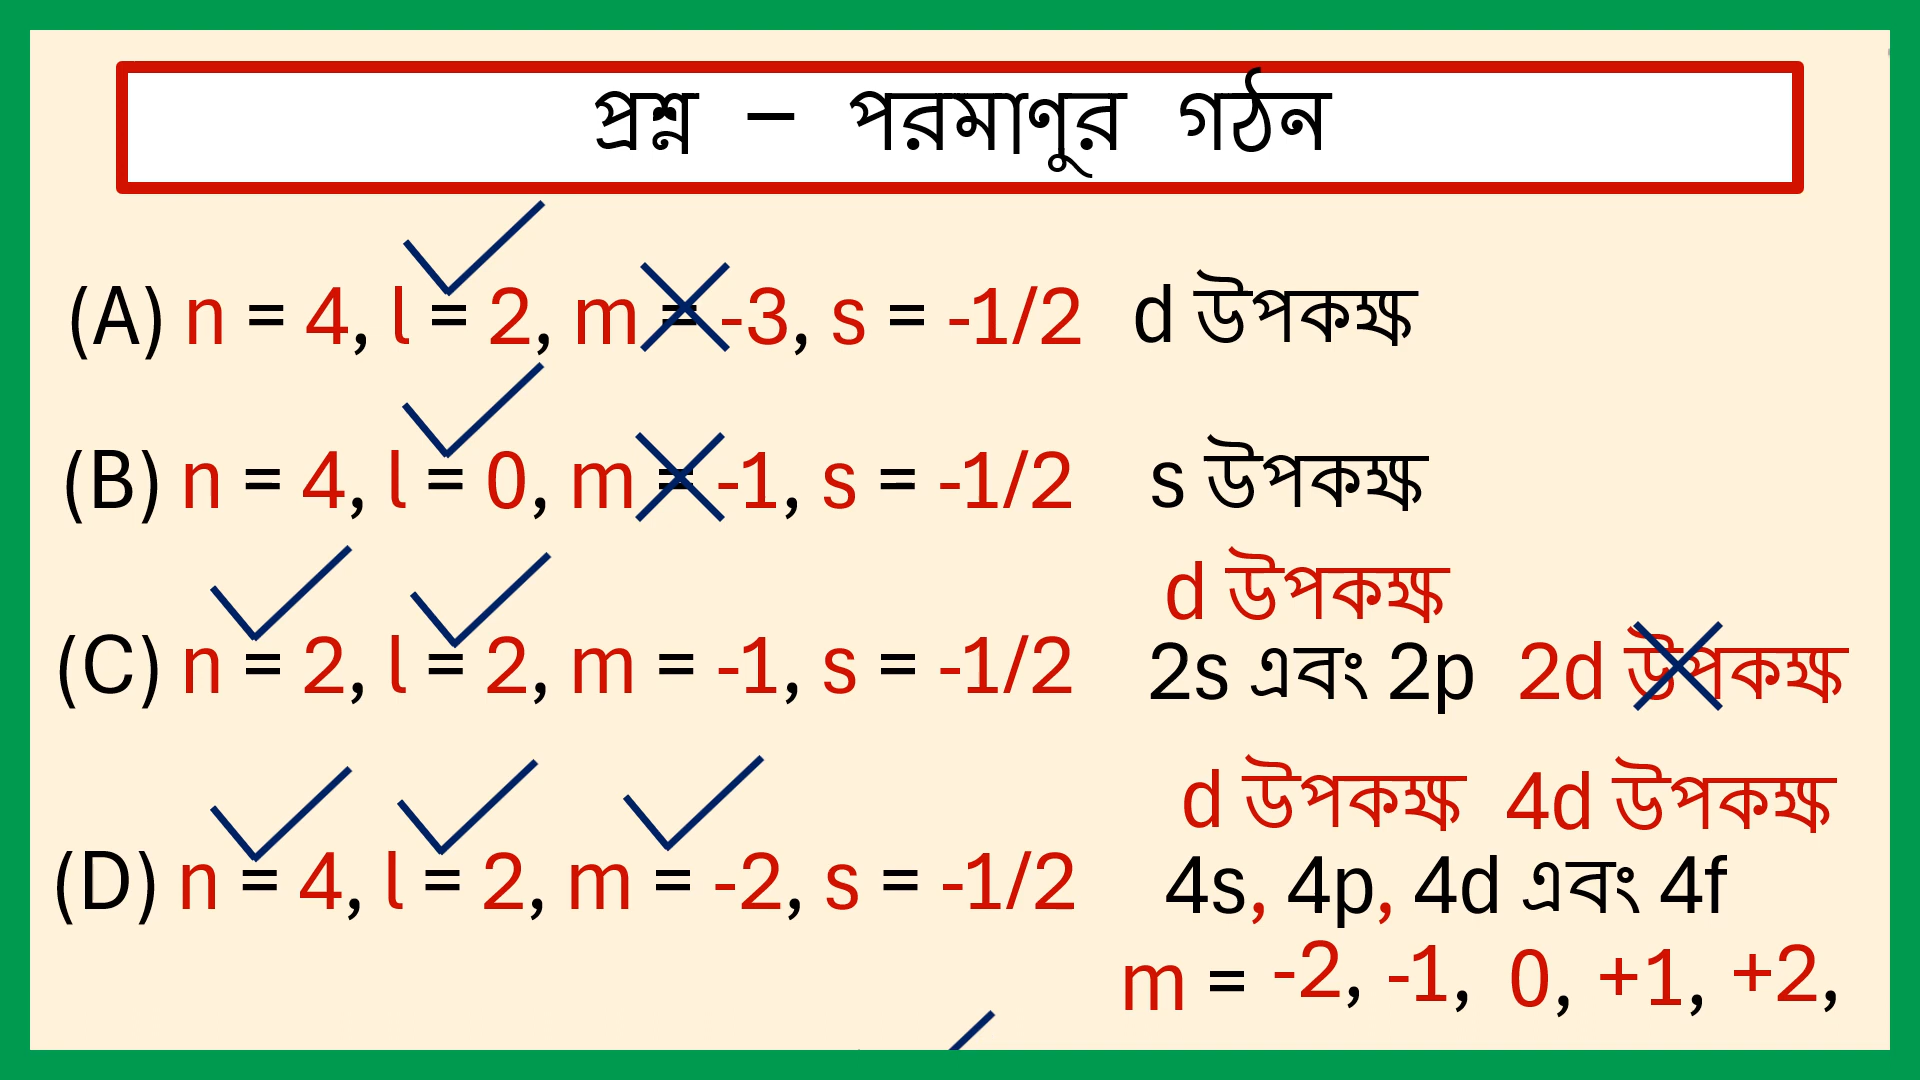 প্রশ্ন – পরমাণুর গঠন
(A) n = 4, l = 2, m = -3, s = -1/2 d উপকক্ষ
(B) n = 4, l = 0, m = -1, s = -1/2 s উপকক্ষ
d উপকক্ষ
(C) n = 2, l = 2, m = -1, s = -1/2 2s এবং 2p 2d উপকক্ষ
d উপকক্ষ 4d উপকক্ষ
(D) n = 4, l = 2, m = -2, s = -1/2 4s, 4p, 4d এবং 4f
m = -2, -1, 0, +1, +2,